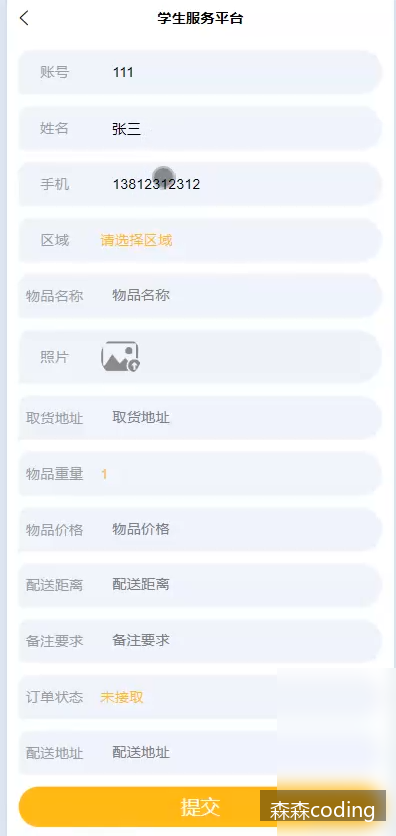 学生服务平台
账号 111
姓名 张三
手机 13812312312
区域 请选择区域
物品名称 物品名称
照片
取货地址 取货地址
物品重量 1
物品价格 物品价格
配送距离 配送距离
备注要求 备注要求
订单状态 未接取
配送地址 配送地址
提交
森森coding